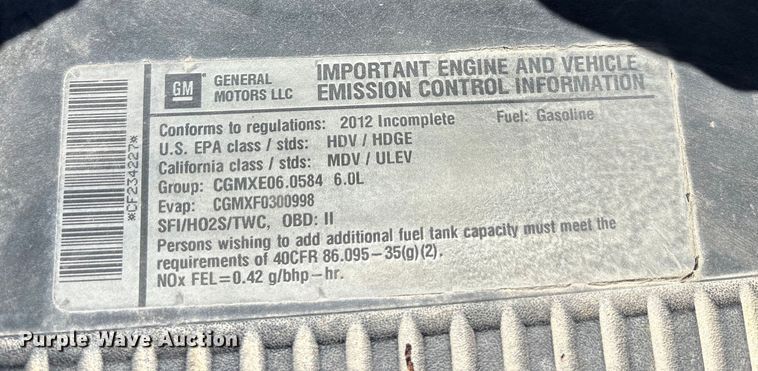 GM
GENERAL
MOTORS LLC
IMPORTANT ENGINE AND VEHICLE
EMISSION CONTROL INFORMATION
Conforms to regulations: 2012 Incomplete Fuel: Gasoline
U.S. EPA class / stds: HDV / HDGE
California class / stds: MDV / ULEV
Group: CGMXE06.0584 6.0L
Evap: CGMXF0300998
SFI/HO2S/TWC, OBD: II
Persons wishing to add additional fuel tank capacity must meet the
requirements of 40CFR 86.095-35(g)(2).
NOx FEL=0.42 g/bhp-hr.
*CF234227*
Purple Wave Auction